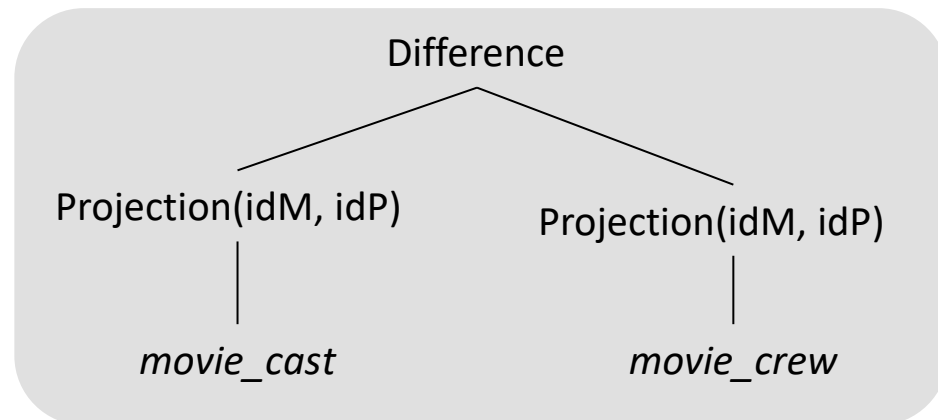 Difference
Projection(idM, idP)
Projection(idM, idP)
movie_cast
movie_crew